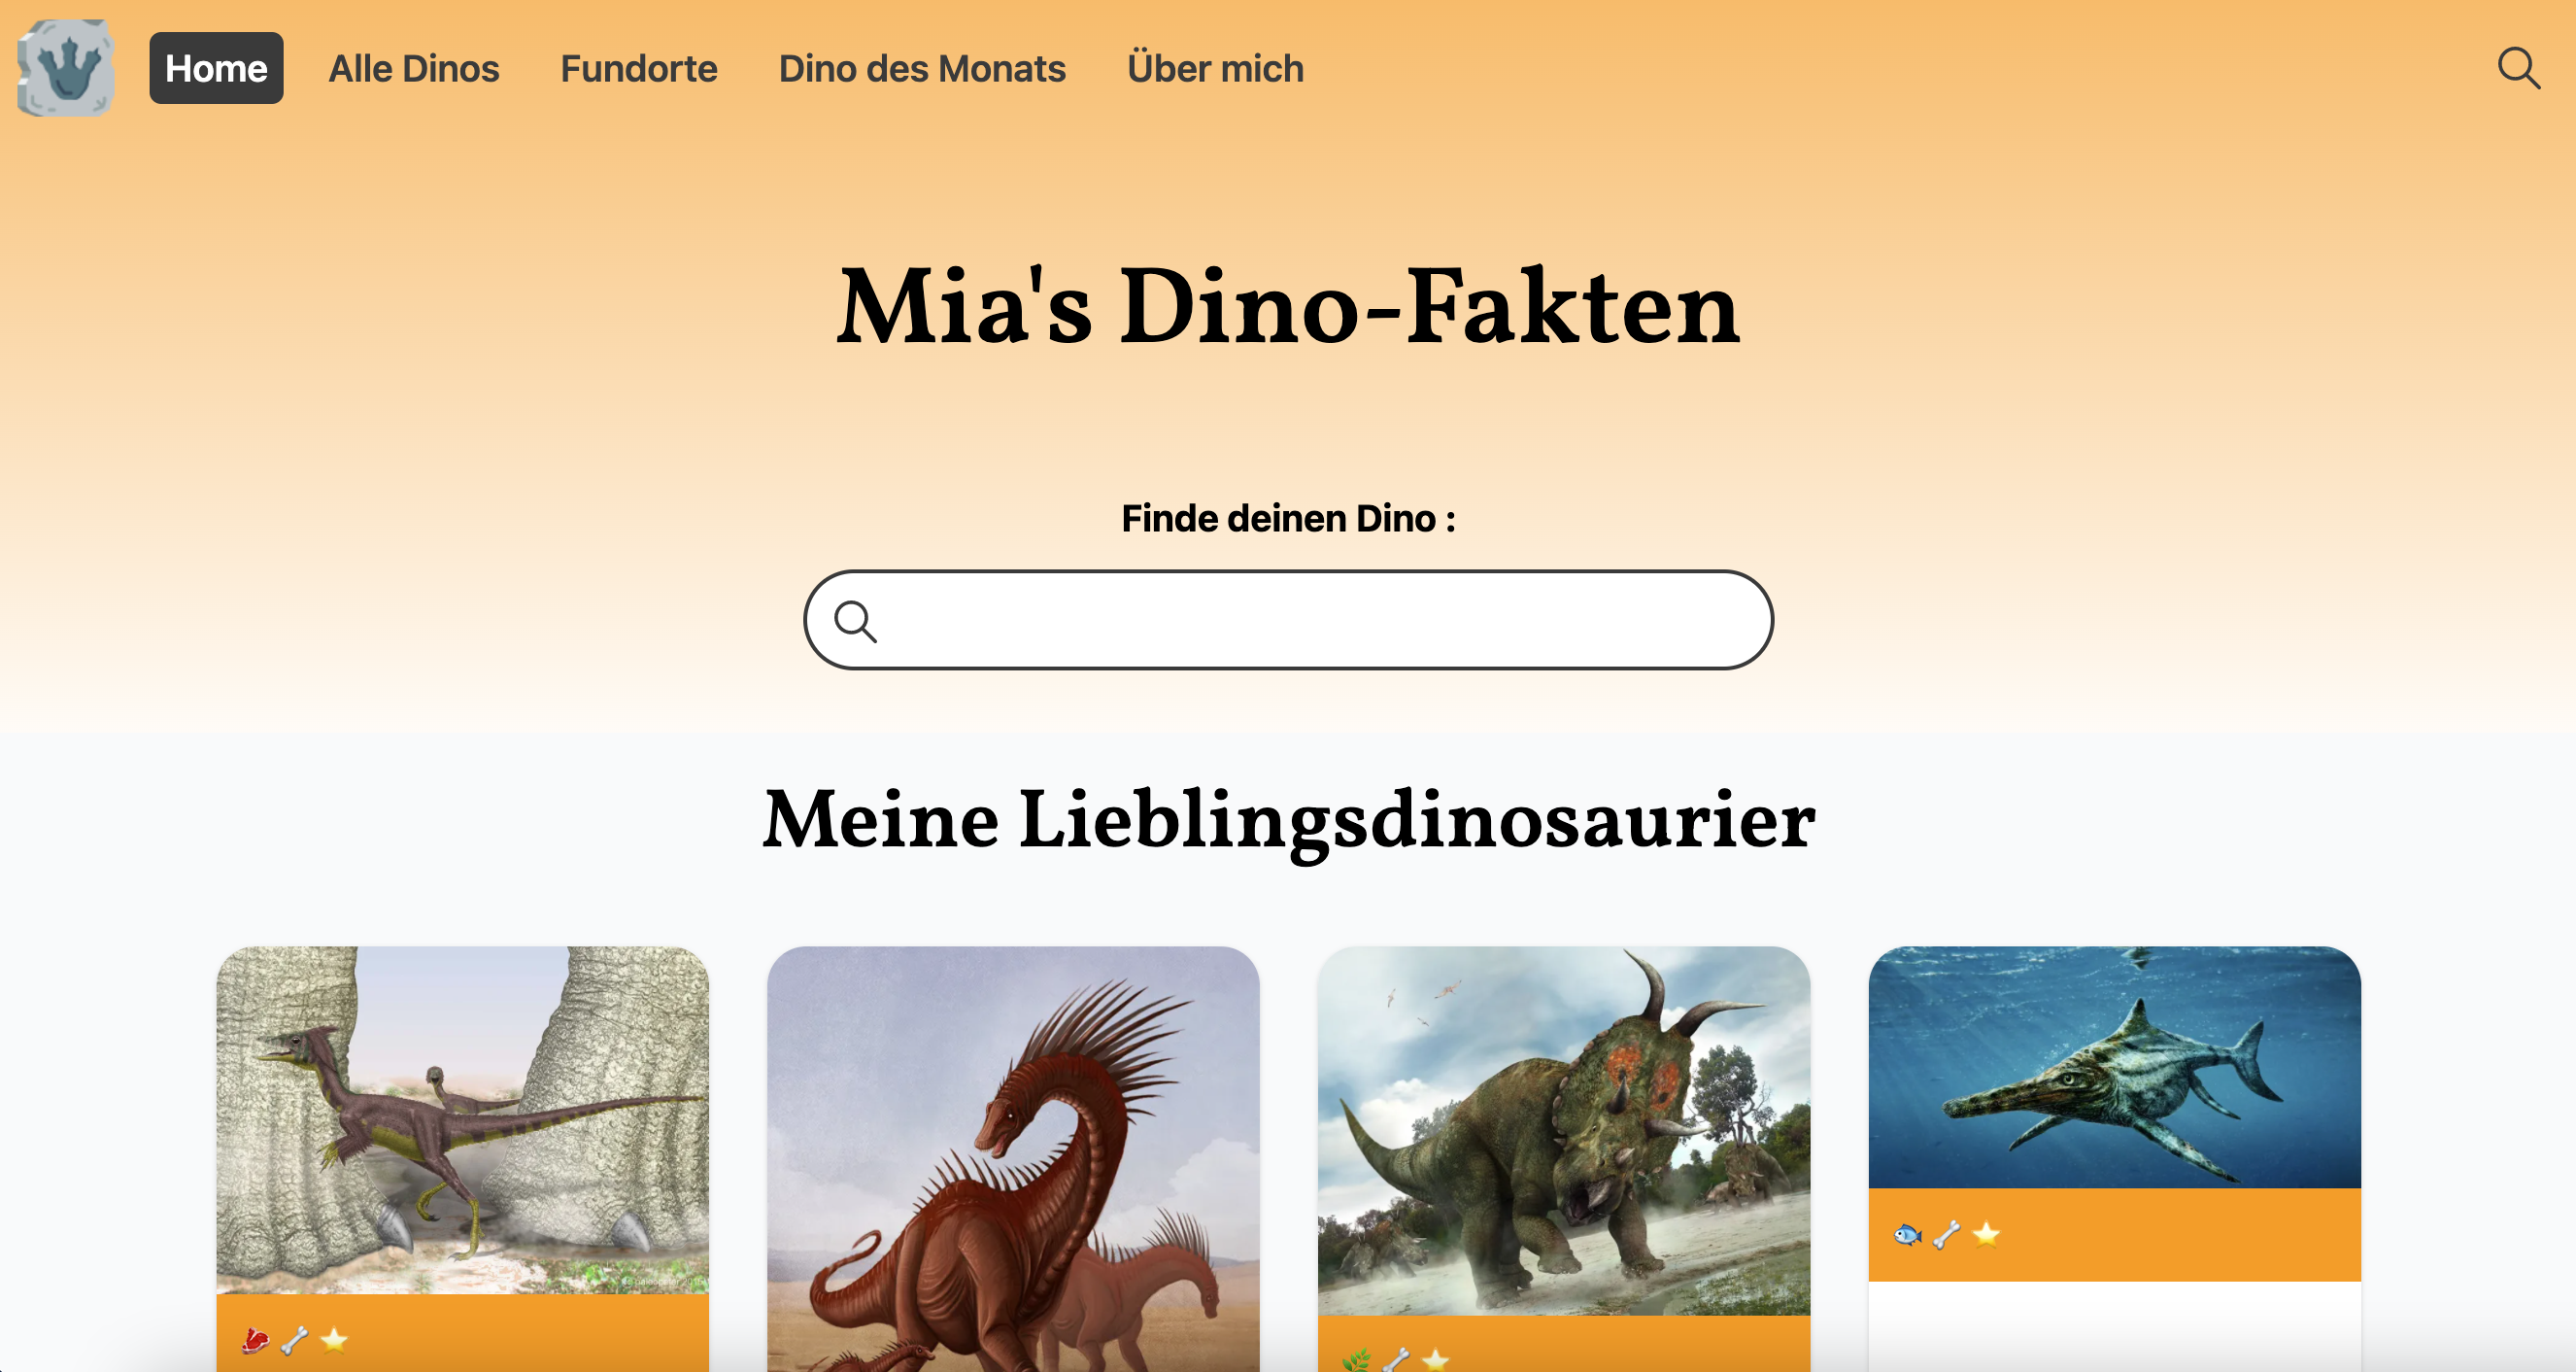 Home Alle Dinos Fundorte Dino des Monats Über mich
Mia's Dino-Fakten
Finde deinen Dino :
Meine Lieblingsdinosaurier